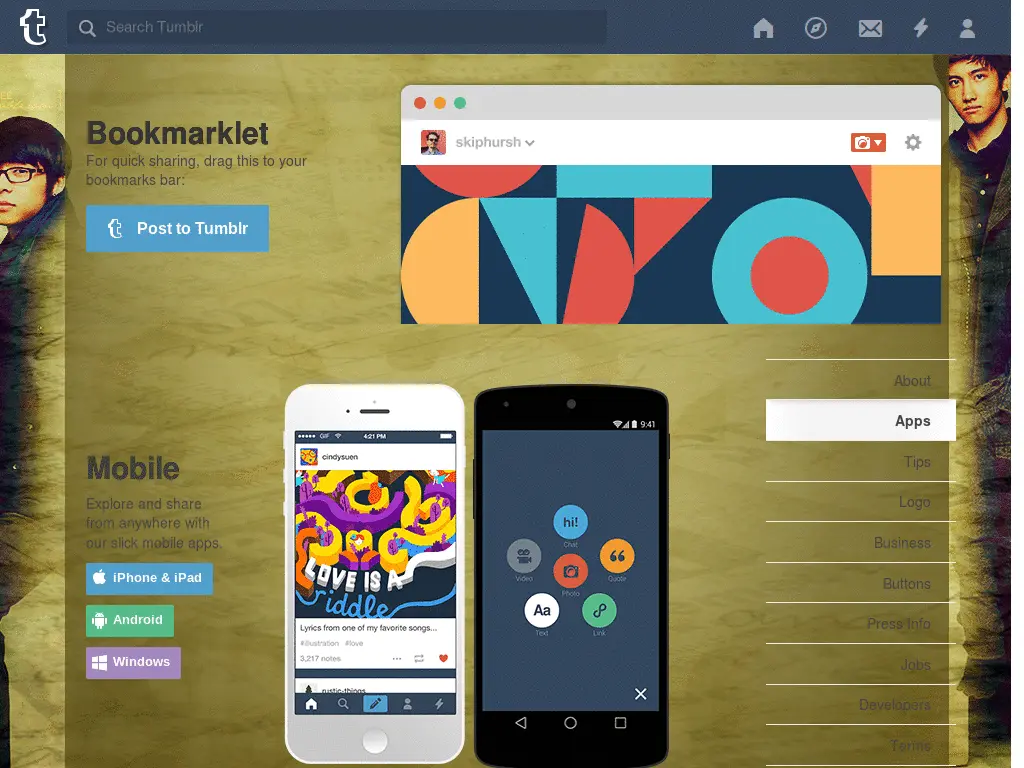 Search Tumblr
Bookmarklet
For quick sharing, drag this to your
bookmarks bar:
Post to Tumblr
skiphursh
Mobile
Explore and share
from anywhere with
our slick mobile apps.
iPhone & iPad
Android
Windows
GIF
4:21 PM
cindysuen
LOVE IS A
riddle
Lyrics from one of my favorite songs...
#illustration #love
3,217 notes
rustic-things
9:41
hi!
Chat
Video
Quote
Photo
Aa
Text
Link
About
Apps
Tips
Logo
Business
Buttons
Press Info
Jobs
Developers
Terms